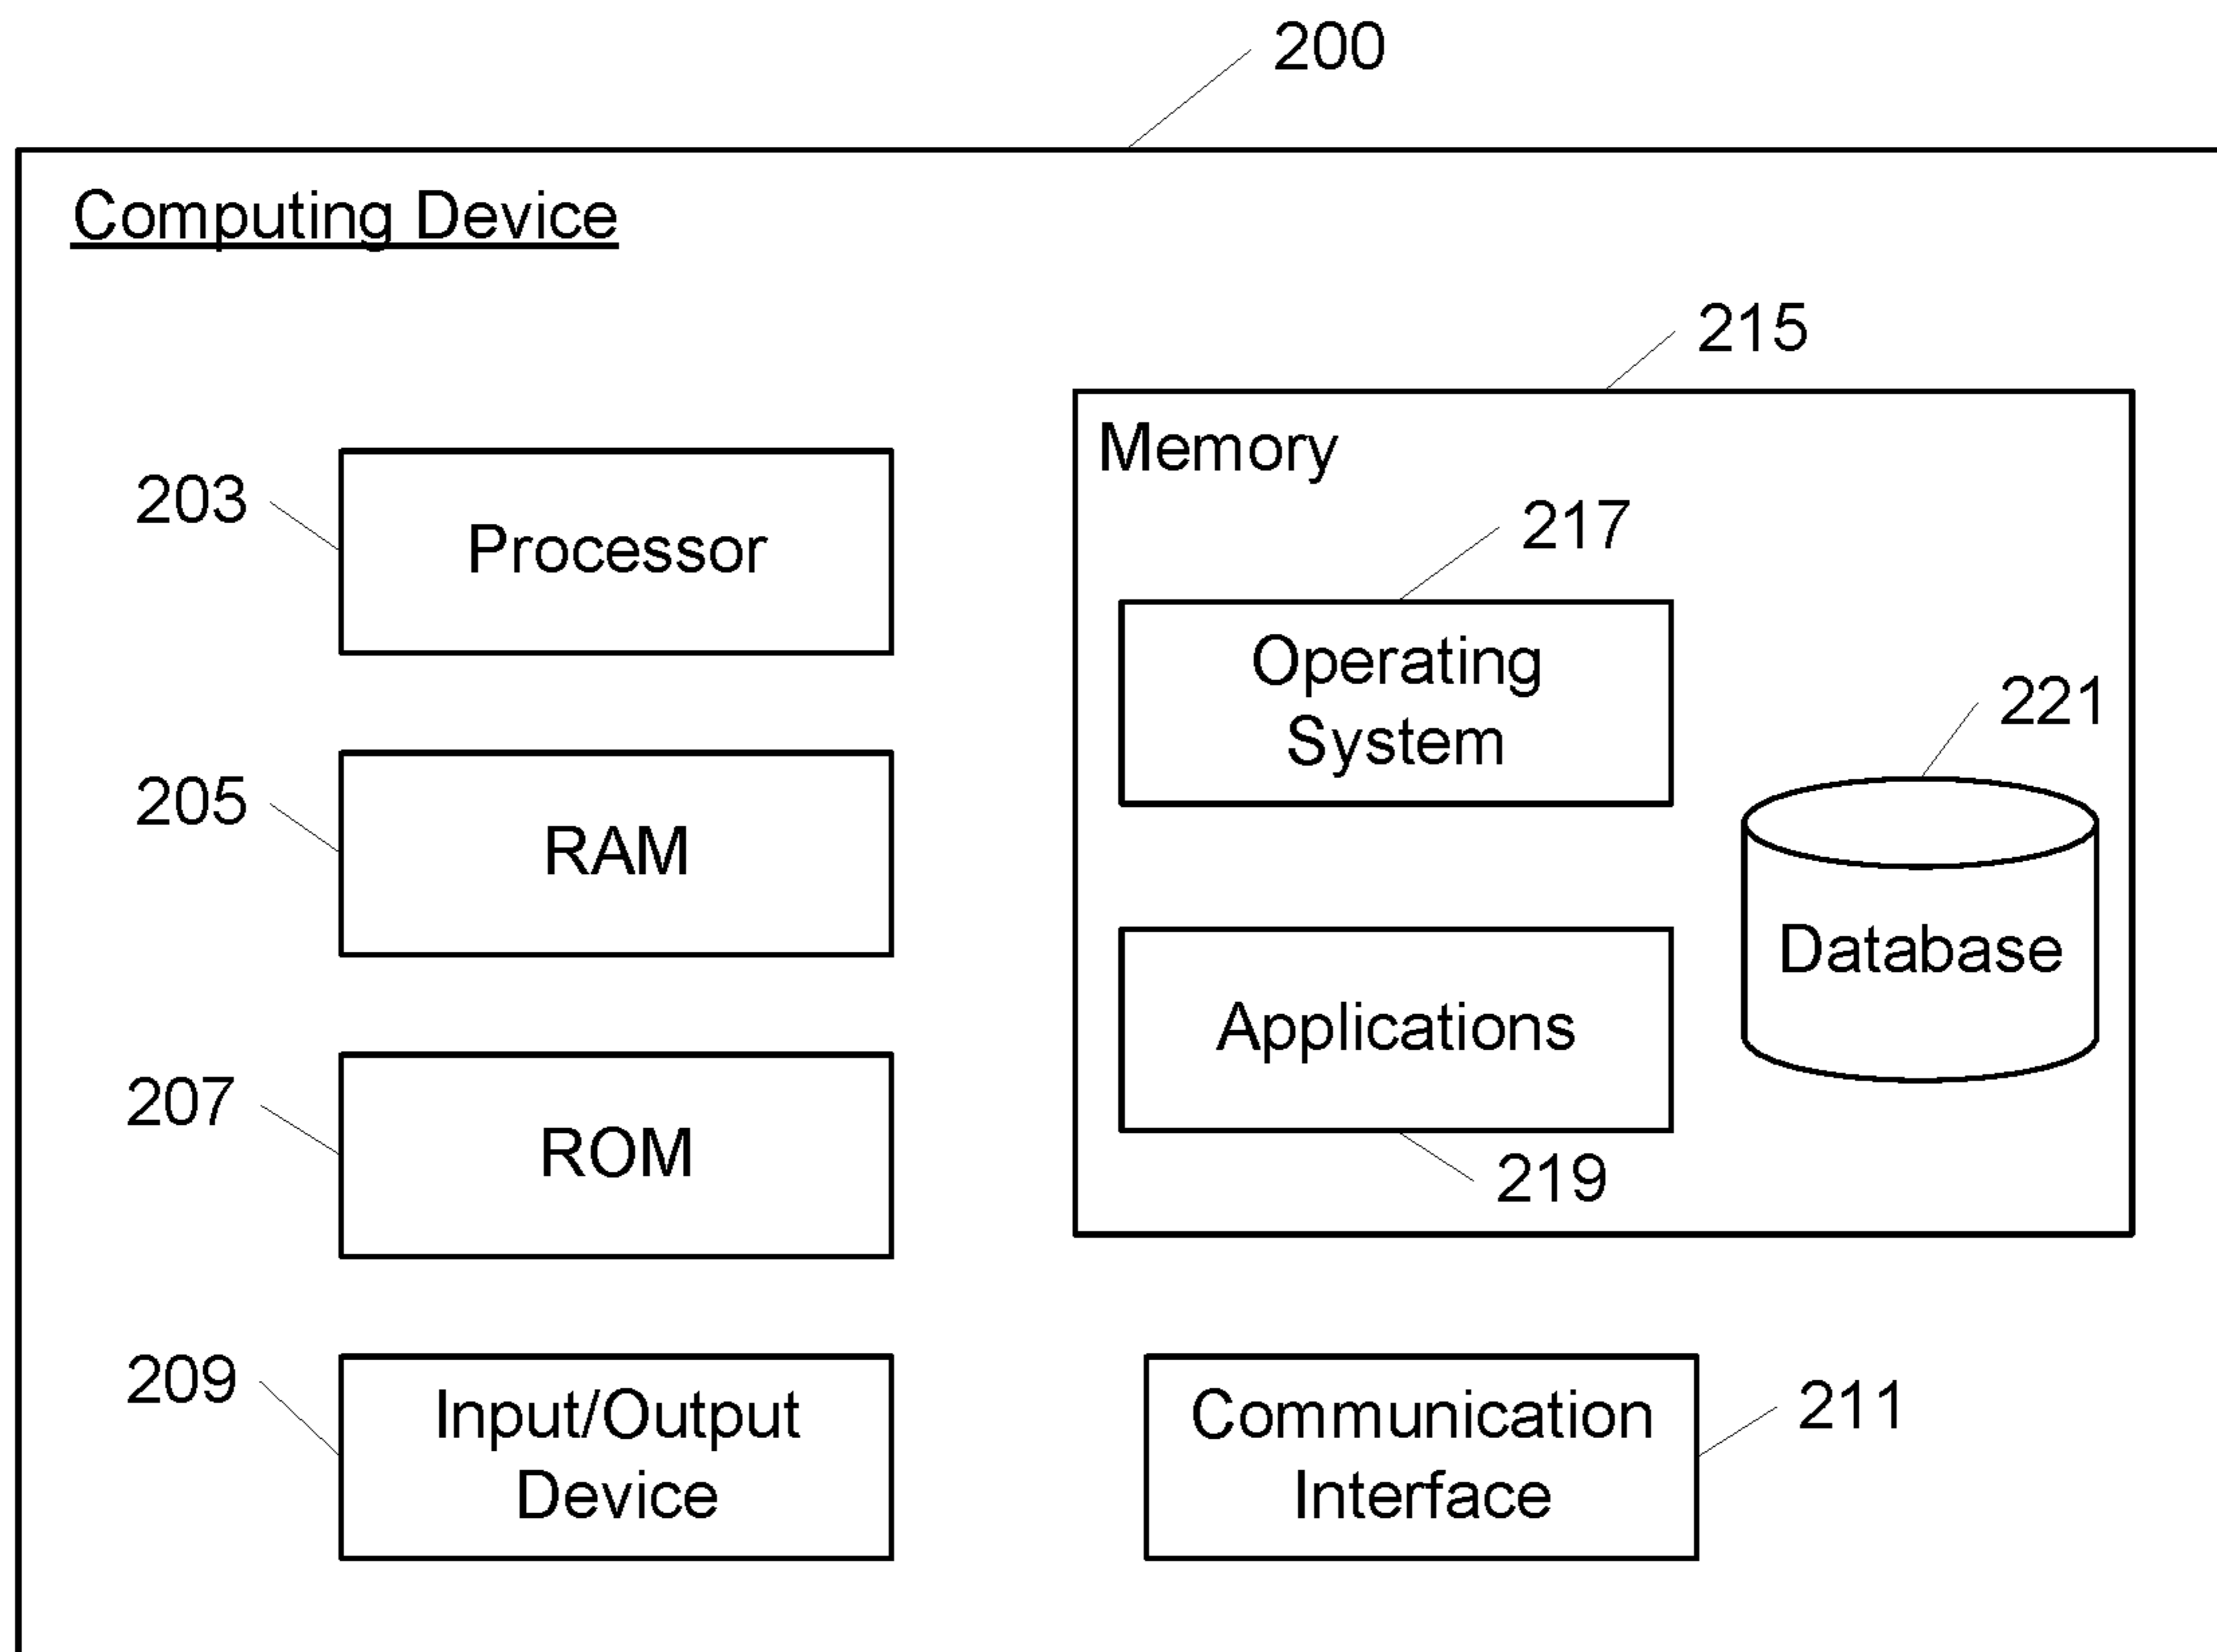 200
Computing Device
215
Memory
203
Processor
217
Operating
System
221
205
RAM
Database
Applications
219
207
ROM
209
Input/Output
Device
Communication
Interface
211